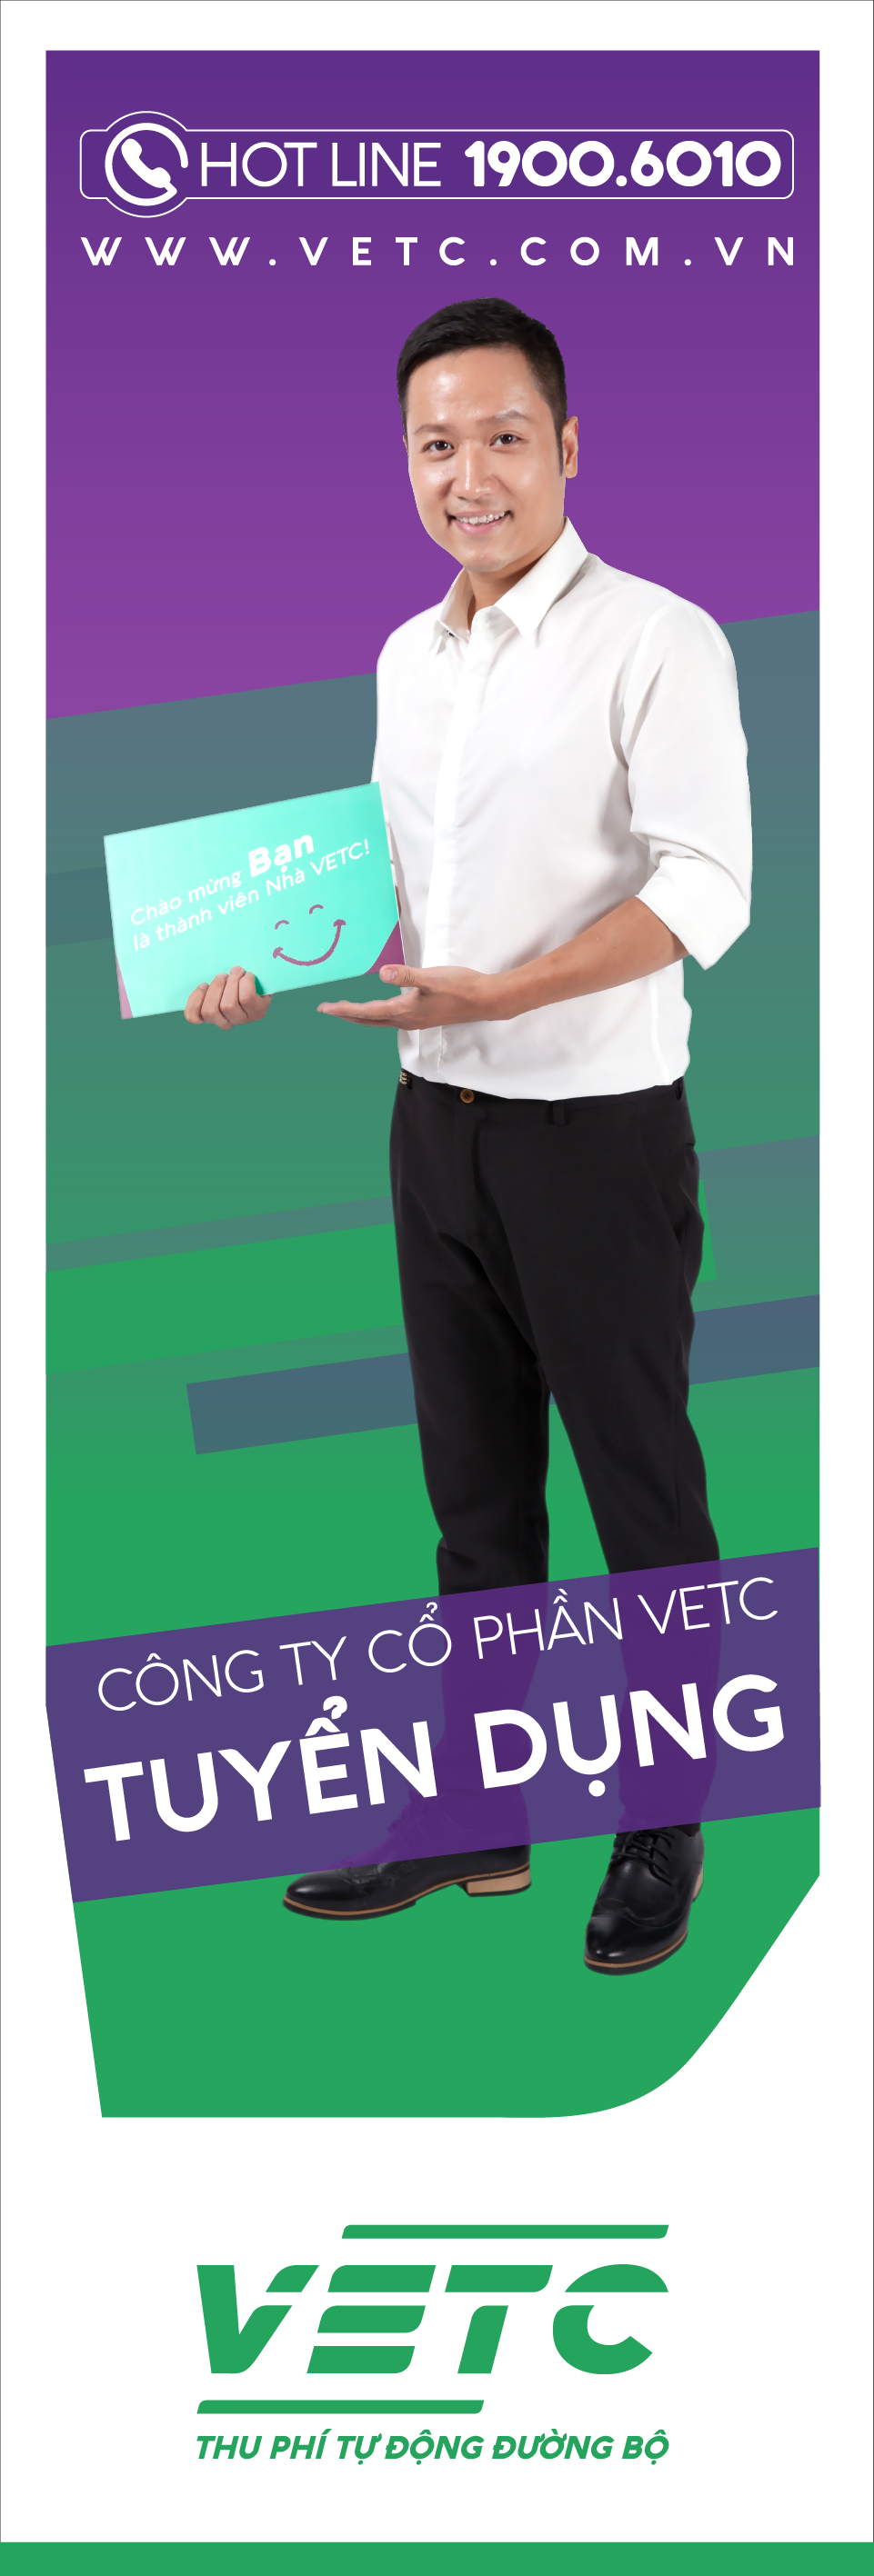 HOT LINE 1900.6010
WWW.VETC.COM.VN
Chào mừng Bạn
là thành viên Nhà VETC!
CÔNG TY CỔ PHẦN VETC
TUYỂN DỤNG
VETC
THU PHÍ TỰ ĐỘNG ĐƯỜNG BỘ